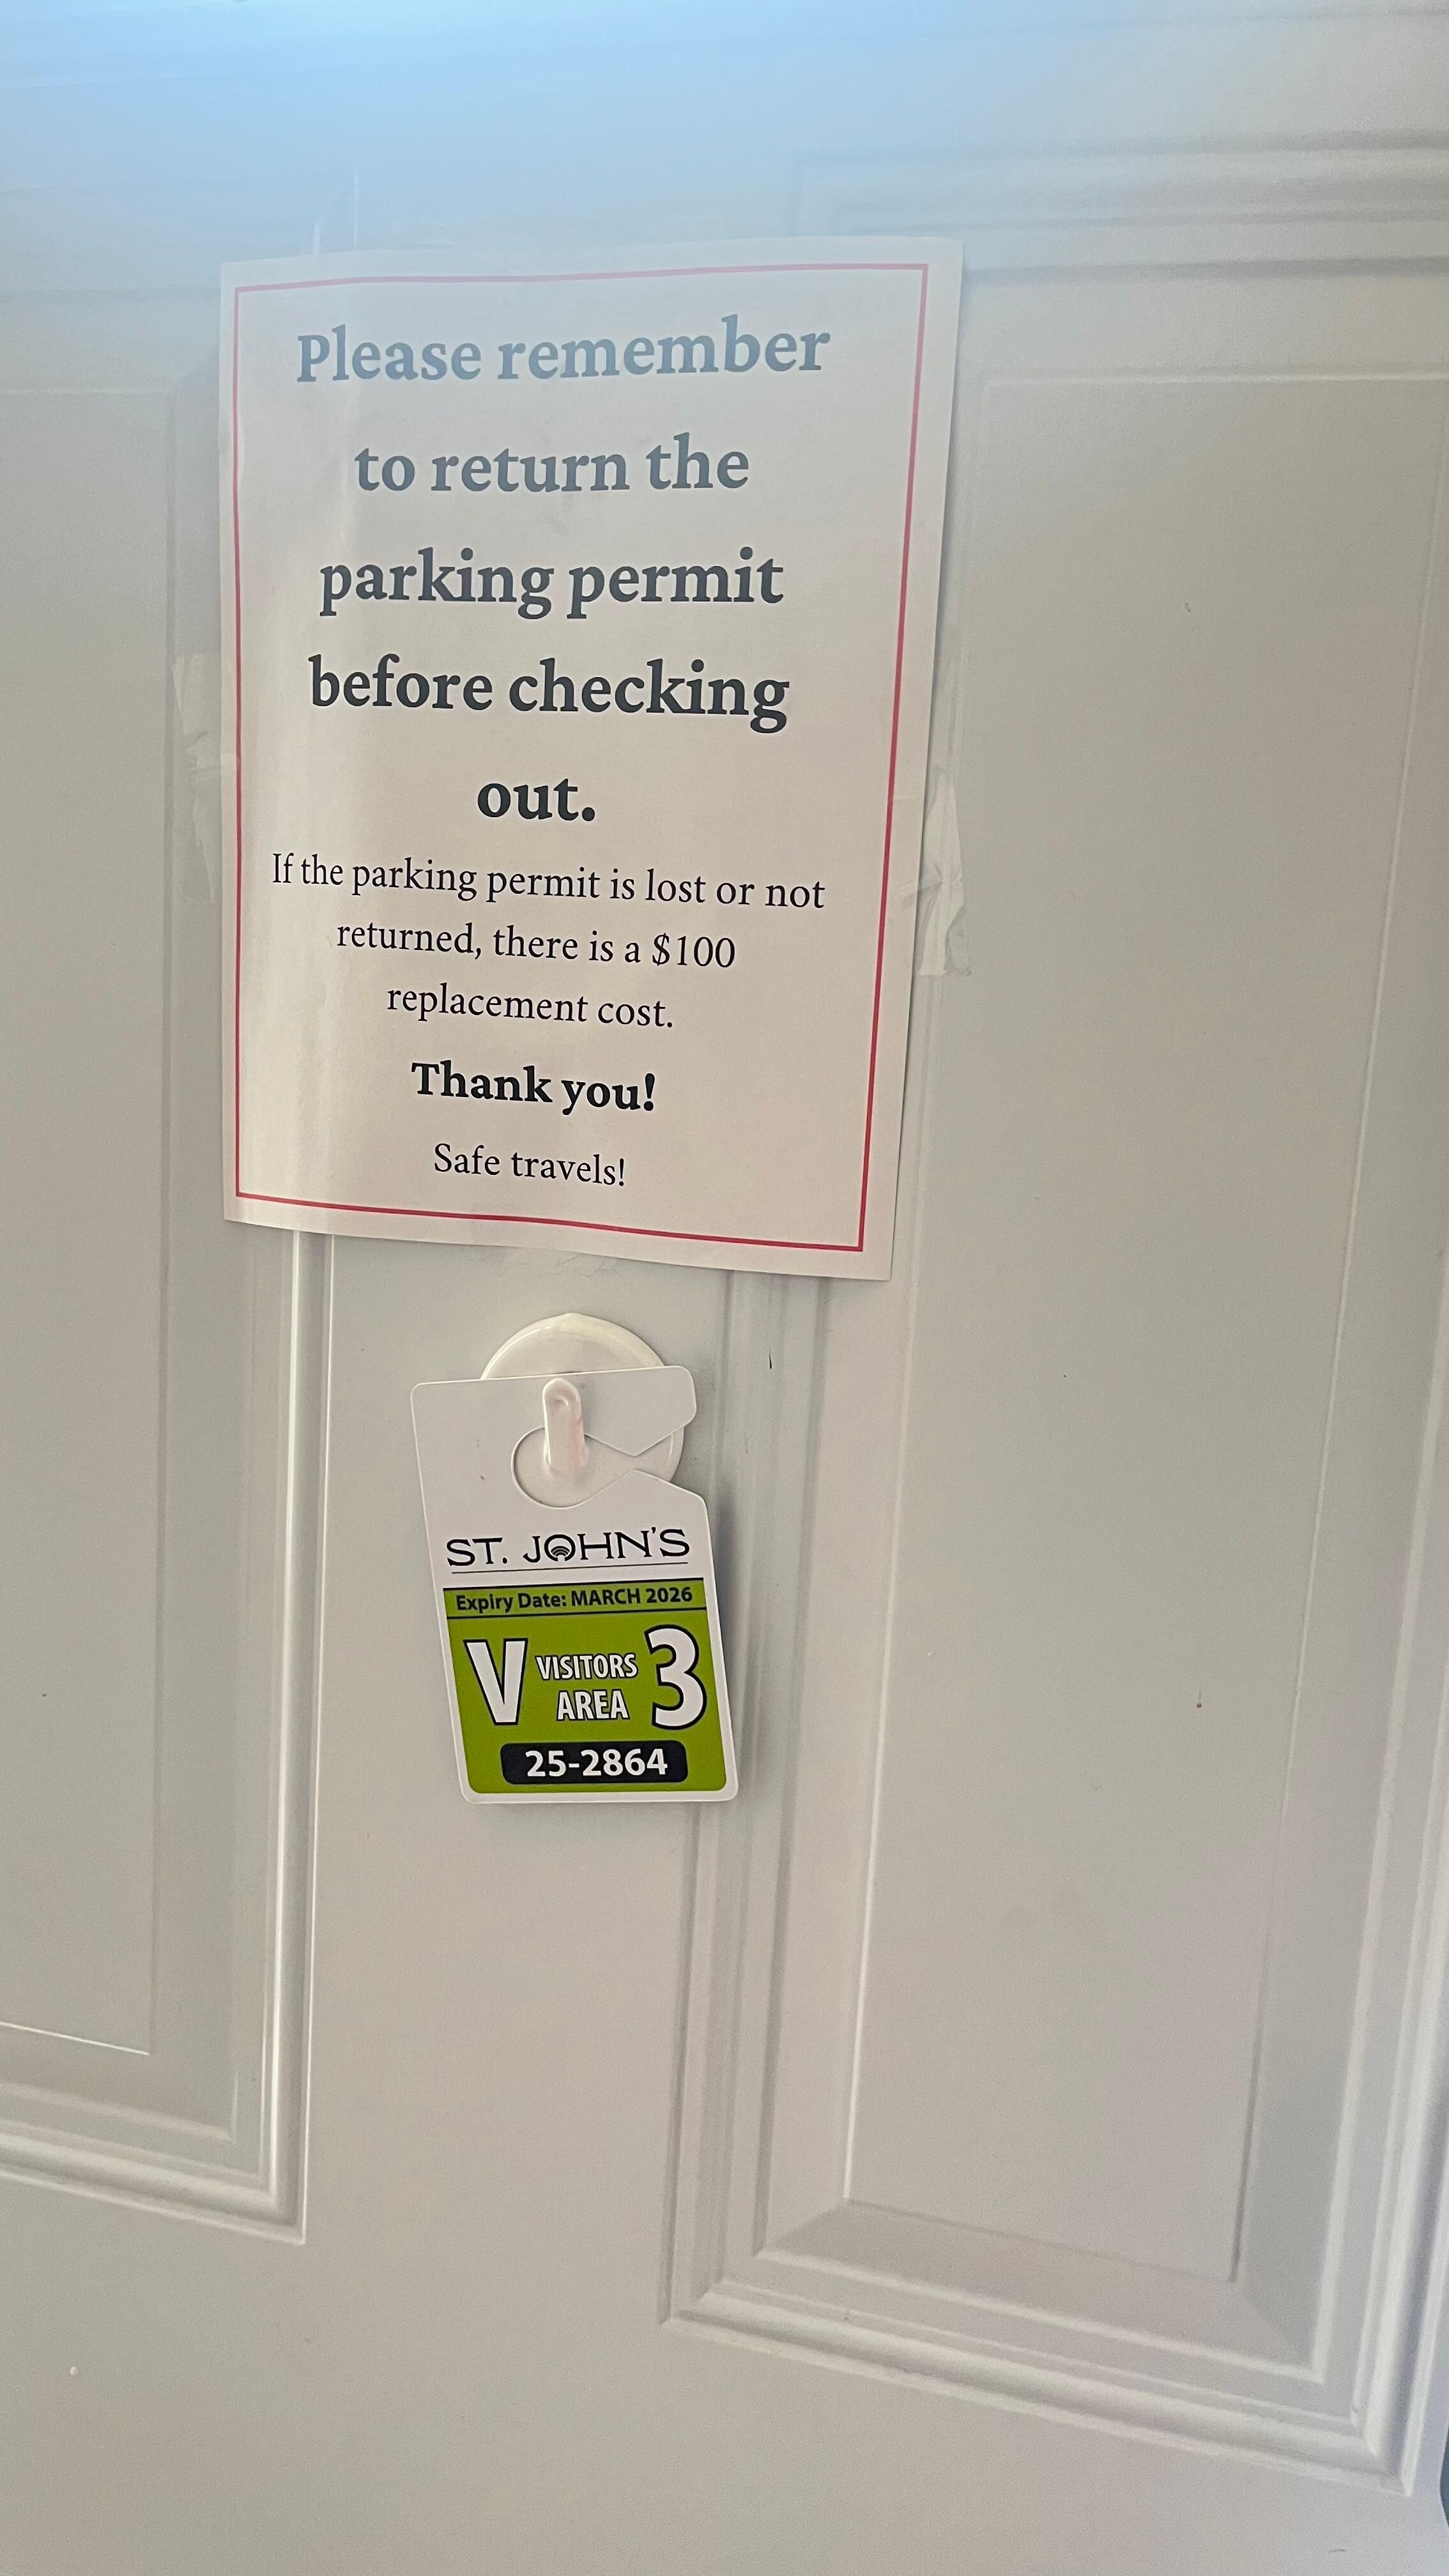 Please remember
to return the
parking permit
before checking
out.
If the parking permit is lost or not
returned, there is a $100
replacement cost.
Thank you!
Safe travels!
ST. JOHN'S
Expiry Date: MARCH 2026
V VISITORS AREA 3
25-2864